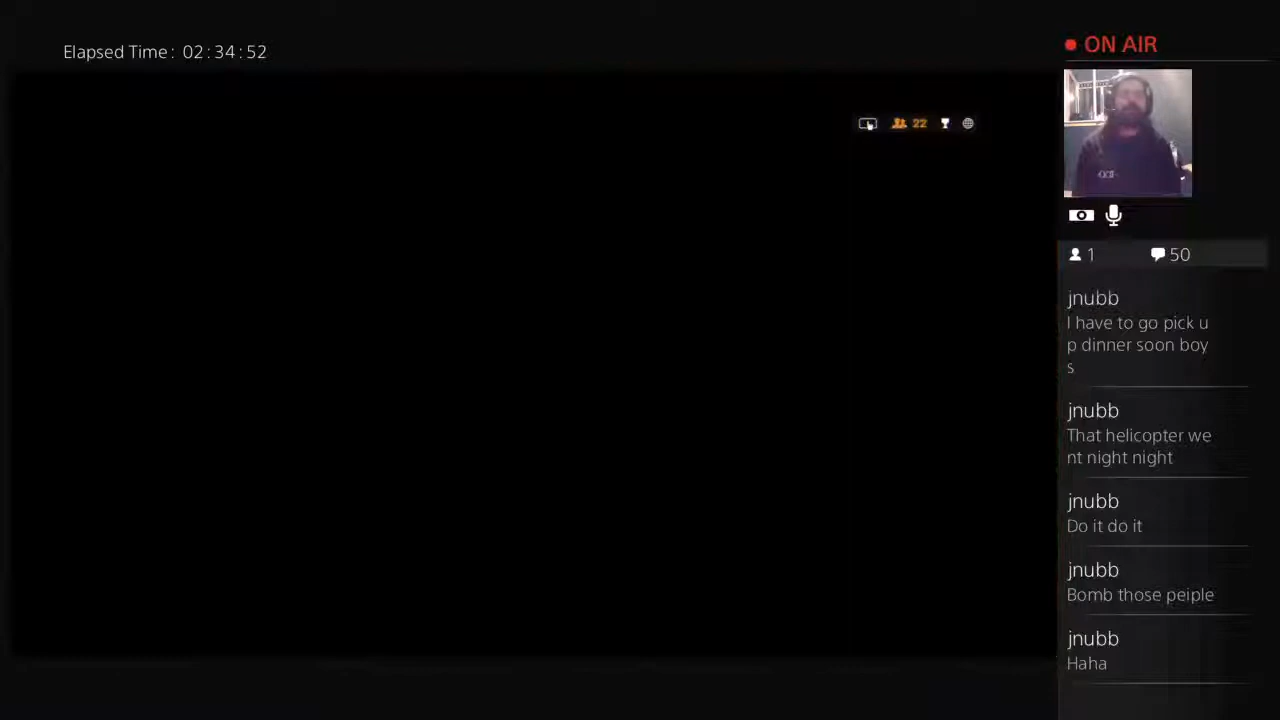 Elapsed Time: 02:34:52
ON AIR
22
1
50
jnubb
I have to go pick u
p dinner soon boy
s
jnubb
That helicopter we
nt night night
jnubb
Do it do it
jnubb
Bomb those peiple
jnubb
Haha